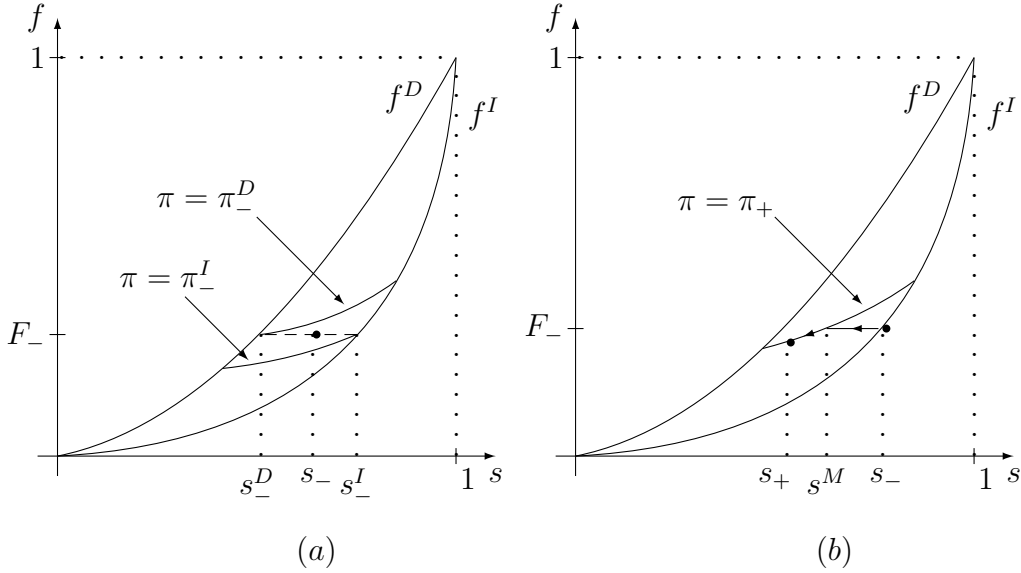 f
1
f^D
f^I
π = π_-^D
π = π_-^I
F_-
s_-^D
s_-
s_-^I
1
s
(a)
f
1
f^D
f^I
π = π_+
F_-
s_+
s^M
s_-
1
s
(b)